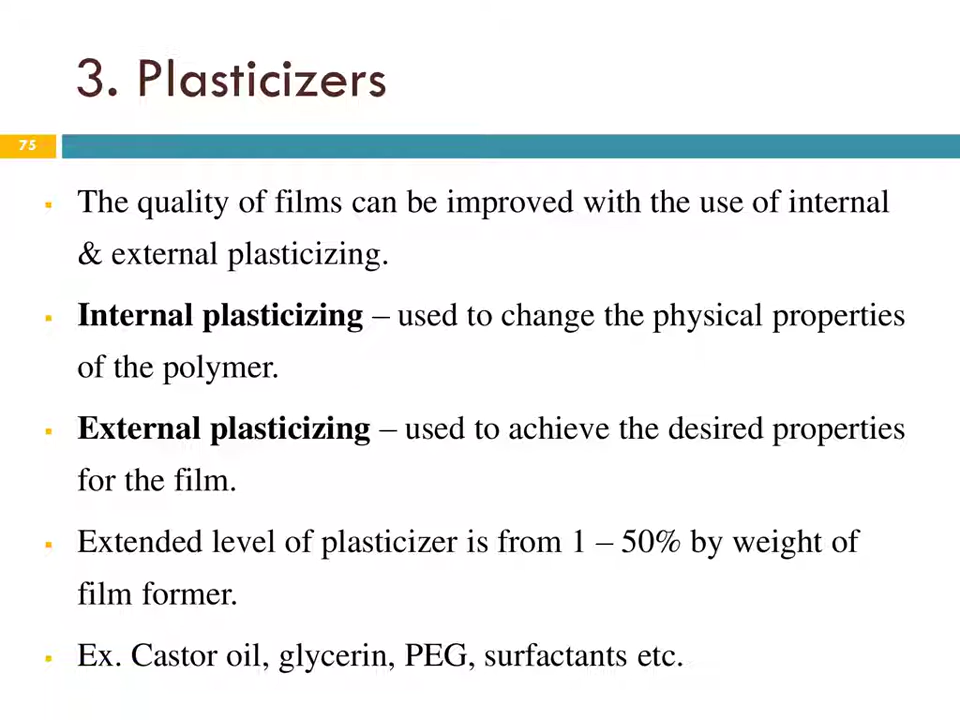 3. Plasticizers
75
▪ The quality of films can be improved with the use of internal
& external plasticizing.
▪ Internal plasticizing – used to change the physical properties
of the polymer.
▪ External plasticizing – used to achieve the desired properties
for the film.
▪ Extended level of plasticizer is from 1 – 50% by weight of
film former.
▪ Ex. Castor oil, glycerin, PEG, surfactants etc.